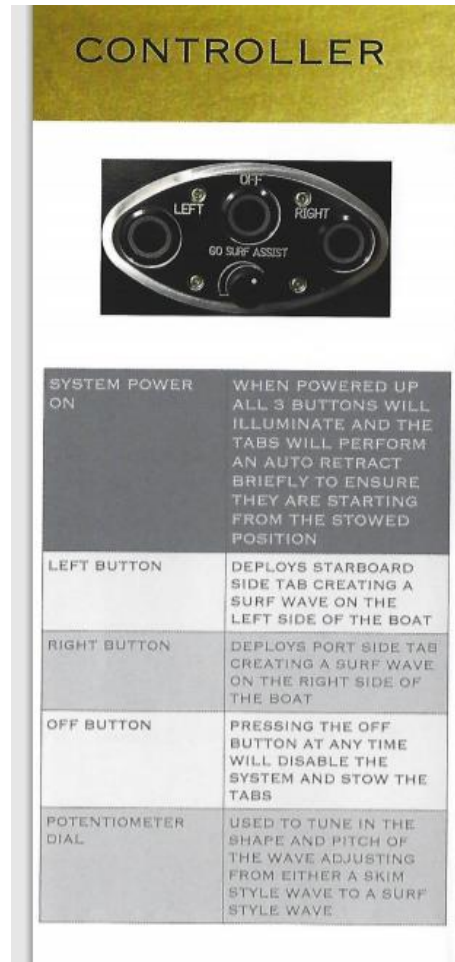 CONTROLLER
OFF
LEFT
RIGHT
GO SURF ASSIST
SYSTEM POWER
ON
WHEN POWERED UP
ALL 3 BUTTONS WILL
ILLUMINATE AND THE
TABS WILL PERFORM
AN AUTO RETRACT
BRIEFLY TO ENSURE
THEY ARE STARTING
FROM THE STOWED
POSITION
LEFT BUTTON
DEPLOYS STARBOARD
SIDE TAB CREATING A
SURF WAVE ON THE
LEFT SIDE OF THE BOAT
RIGHT BUTTON
DEPLOYS PORT SIDE TAB
CREATING A SURF WAVE
ON THE RIGHT SIDE OF
THE BOAT
OFF BUTTON
PRESSING THE OFF
BUTTON AT ANY TIME
WILL DISABLE THE
SYSTEM AND STOW THE
TABS
POTENTIOMETER
DIAL
USED TO TUNE IN THE
SHAPE AND PITCH OF
THE WAVE ADJUSTING
FROM EITHER A SKIM
STYLE WAVE TO A SURF
STYLE WAVE